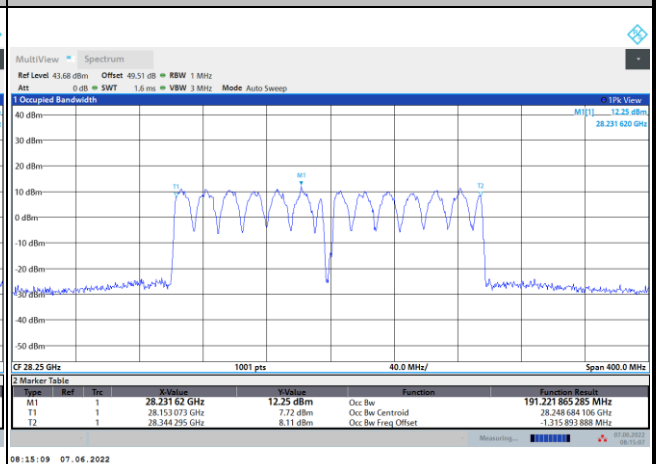 MultiView Spectrum
Ref Level 43.68 dBm Offset 49.51 dB RBW 1 MHz
Att 0 dB SWT 1.6 ms VBW 3 MHz Mode Auto Sweep
1 Occupied Bandwidth 1Pk View
M1[1] 12.25 dBm
28.231 620 GHz
40 dBm
30 dBm
20 dBm
M1
T1 T2
10 dBm
0 dBm
-10 dBm
-20 dBm
-30 dBm
-40 dBm
-50 dBm
CF 28.25 GHz 1001 pts 40.0 MHz/ Span 400.0 MHz
2 Marker Table
Type Ref Trc X-Value Y-Value Function Function Result
M1 1 28.231 62 GHz 12.25 dBm Occ Bw 191.221 865 285 MHz
T1 1 28.153 073 GHz 7.72 dBm Occ Bw Centroid 28.248 684 106 GHz
T2 1 28.344 295 GHz 8.11 dBm Occ Bw Freq Offset -1.315 893 888 MHz
Measuring... 07.06.2022
08:15:07
08:15:09 07.06.2022